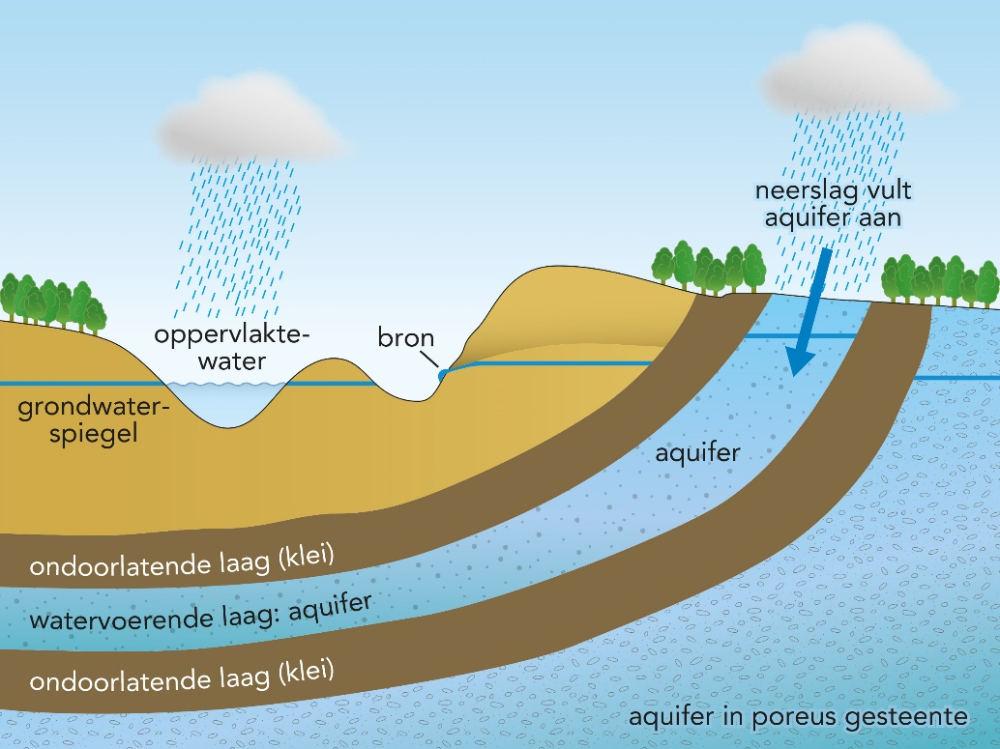 neerslag vult
aquifer aan
oppervlakte-
water
bron
grondwater-
spiegel
aquifer
ondoorlatende laag (klei)
watervoerende laag: aquifer
ondoorlatende laag (klei)
aquifer in poreus gesteente